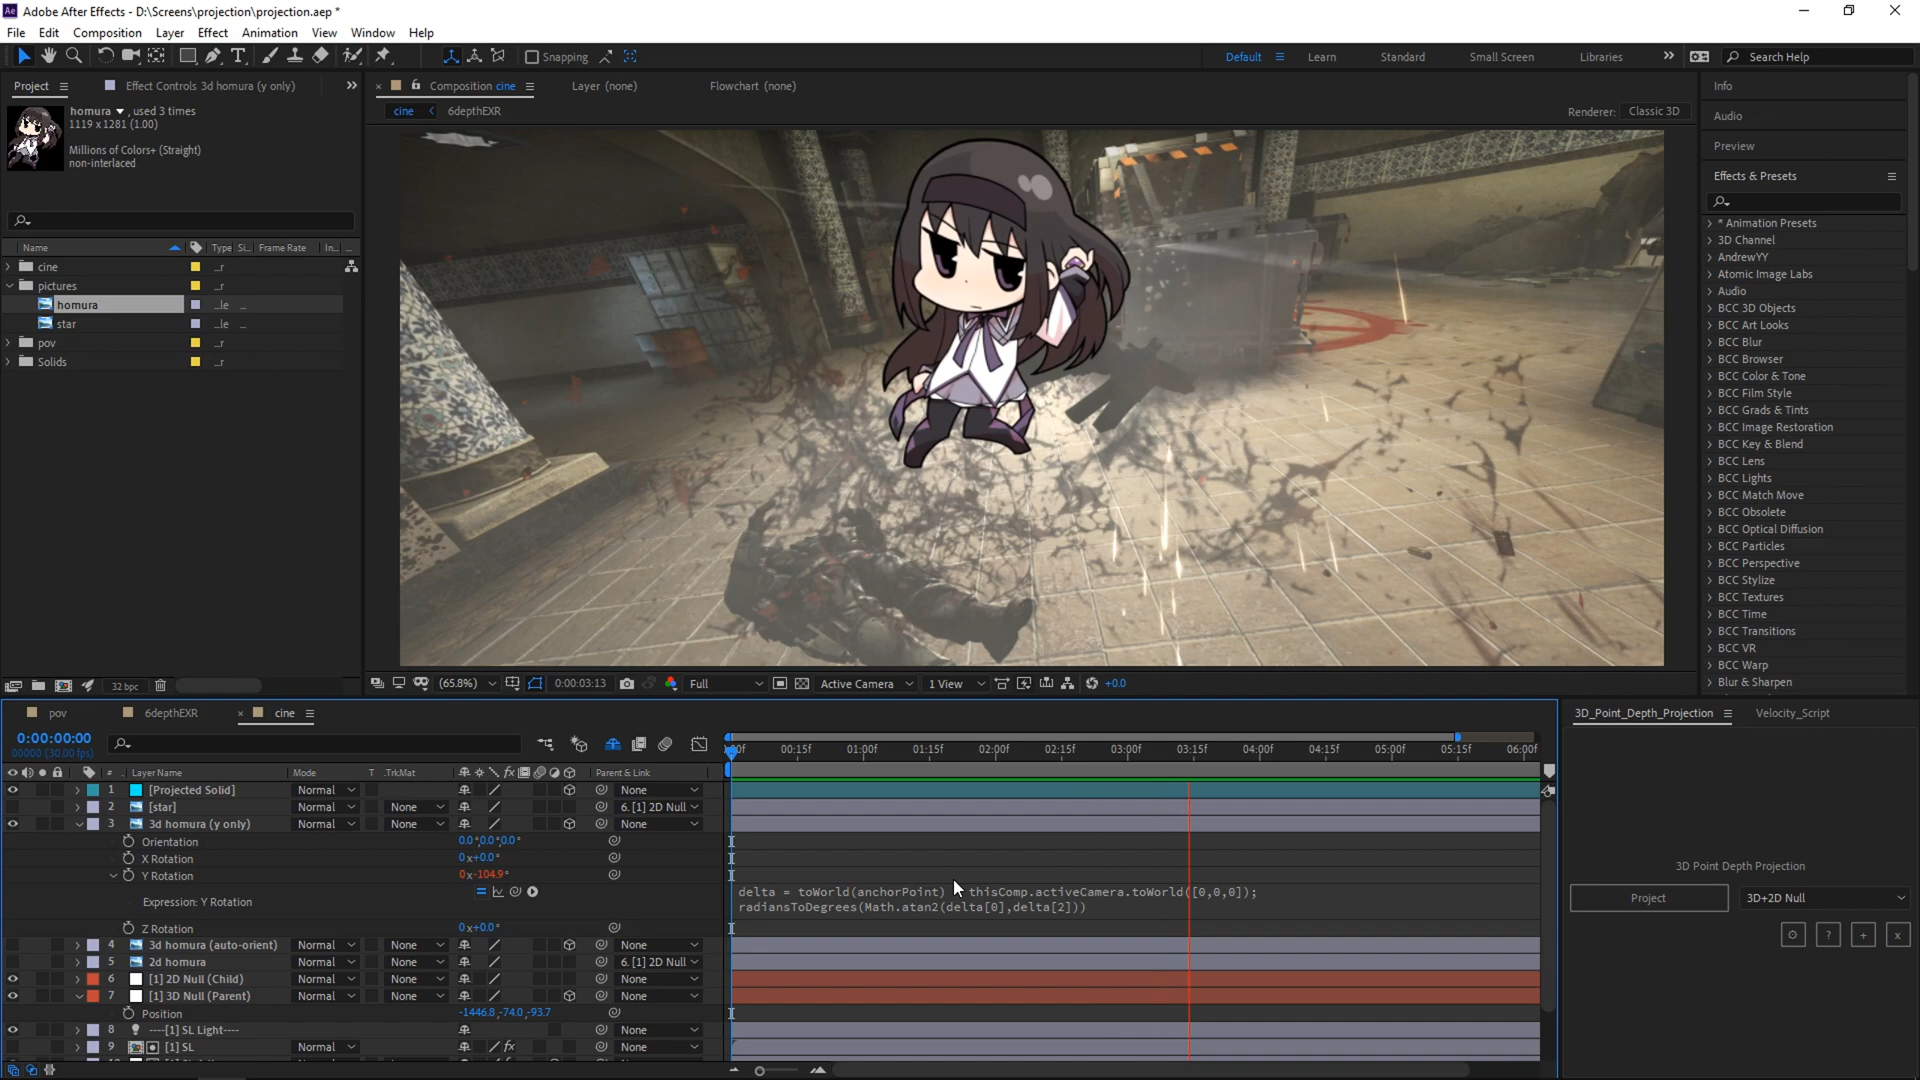 Ae Adobe After Effects - D:\Screens\projection\projection.aep *
File Edit Composition Layer Effect Animation View Window Help
Snapping
Default Learn Standard Small Screen Libraries Search Help
Project Effect Controls 3d homura (y only)
homura , used 3 times
1119 x 1281 (1.00)
Millions of Colors+ (Straight)
non-interlaced
Name Type Si... Frame Rate In... ...
cine ...r
pictures ...r
homura ...le ...
star ...le ...
pov ...r
Solids ...r
32 bpc
Composition cine Layer (none) Flowchart (none)
cine 6depthEXR Renderer: Classic 3D
(65.8%) 0:00:03:13 Full Active Camera 1 View +0.0
Info
Audio
Preview
Effects & Presets
* Animation Presets
3D Channel
AndrewYY
Atomic Image Labs
Audio
BCC 3D Objects
BCC Art Looks
BCC Blur
BCC Browser
BCC Color & Tone
BCC Film Style
BCC Grads & Tints
BCC Image Restoration
BCC Key & Blend
BCC Lens
BCC Lights
BCC Match Move
BCC Obsolete
BCC Optical Diffusion
BCC Particles
BCC Perspective
BCC Stylize
BCC Textures
BCC Time
BCC Transitions
BCC VR
BCC Warp
Blur & Sharpen
pov 6depthEXR cine
0:00:00:00
00000 (30.00 fps)
00:15f 01:00f 01:15f 02:00f 02:15f 03:00f 03:15f 04:00f 04:15f 05:00f 05:15f 06:00f
# Layer Name Mode T .TrkMat Parent & Link
1 [Projected Solid] Normal None
2 [star] Normal None 6. [1] 2D Null
3 3d homura (y only) Normal None None
Orientation 0.0°,0.0°,0.0°
X Rotation 0x+0.0°
Y Rotation 0x-104.9°
Expression: Y Rotation
delta = toWorld(anchorPoint) thisComp.activeCamera.toWorld([0,0,0]);
radiansToDegrees(Math.atan2(delta[0],delta[2]))
Z Rotation 0x+0.0°
4 3d homura (auto-orient) Normal None None
5 2d homura Normal None 6. [1] 2D Null
6 [1] 2D Null (Child) Normal None None
7 [1] 3D Null (Parent) Normal None None
Position -1446.8,-74.0,-93.7
8 ----[1] SL Light---- None
9 [1] SL Normal None
3D_Point_Depth_Projection Velocity_Script
3D Point Depth Projection
Project 3D+2D Null
? + x